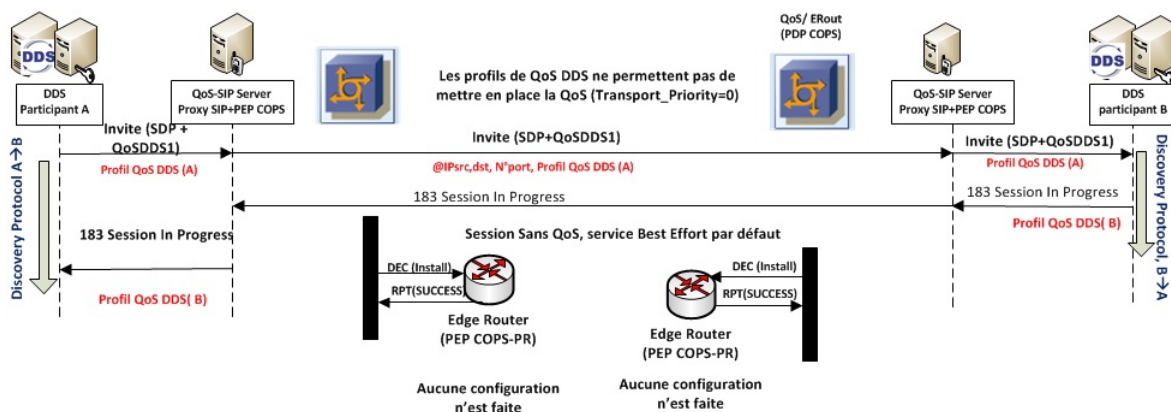 QoS/ ERout
(PDP COPS)
DDS
DDS
DDS
Participant A
QoS-SIP Server
Proxy SIP+PEP COPS
Les profils de QoS DDS ne permettent pas de
mettre en place la QoS (Transport_Priority=0)
QoS-SIP Server
Proxy SIP+PEP COPS
DDS
participant B
Invite (SDP +
QoSDDS1)
Invite (SDP+QoSDDS1)
Invite (SDP+QoSDDS1)
Profil QoS DDS (A)
@IPsrc,dst, N°port, Profil QoS DDS (A)
Profil QoS DDS (A)
183 Session In Progress
183 Session In Progress
Profil QoS DDS( B)
Discovery Protocol A→B
Discovery Protocol, B→A
183 Session In Progress
Profil QoS DDS( B)
Session Sans QoS, service Best Effort par défaut
DEC (Install)
RPT(SUCCESS)
Edge Router
(PEP COPS-PR)
DEC (Install)
RPT(SUCCESS)
Edge Router
(PEP COPS-PR)
Aucune configuration
n'est faite
Aucune configuration
n'est faite